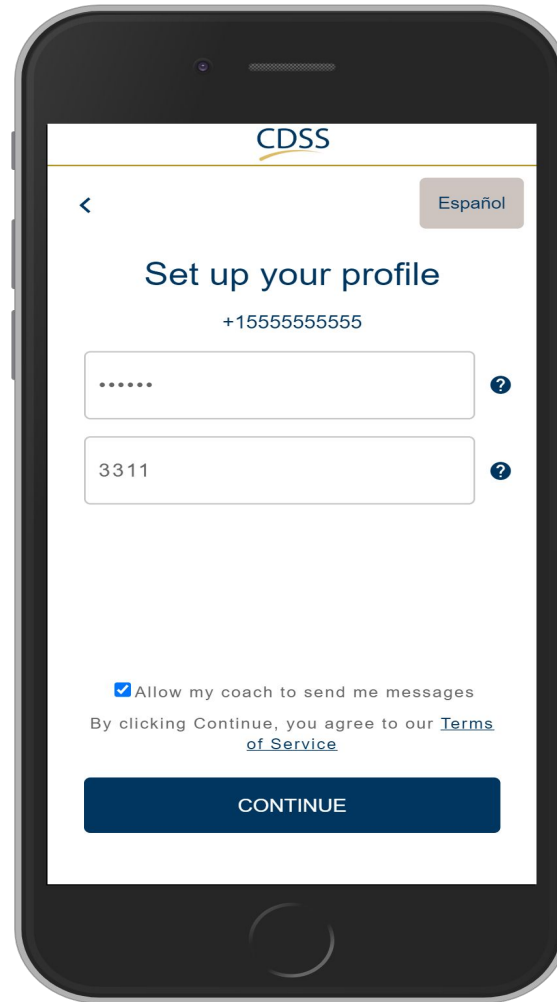 CDSS
Español
Set up your profile
+15555555555
••••••
3311
Allow my coach to send me messages
By clicking Continue, you agree to our Terms
of Service
CONTINUE